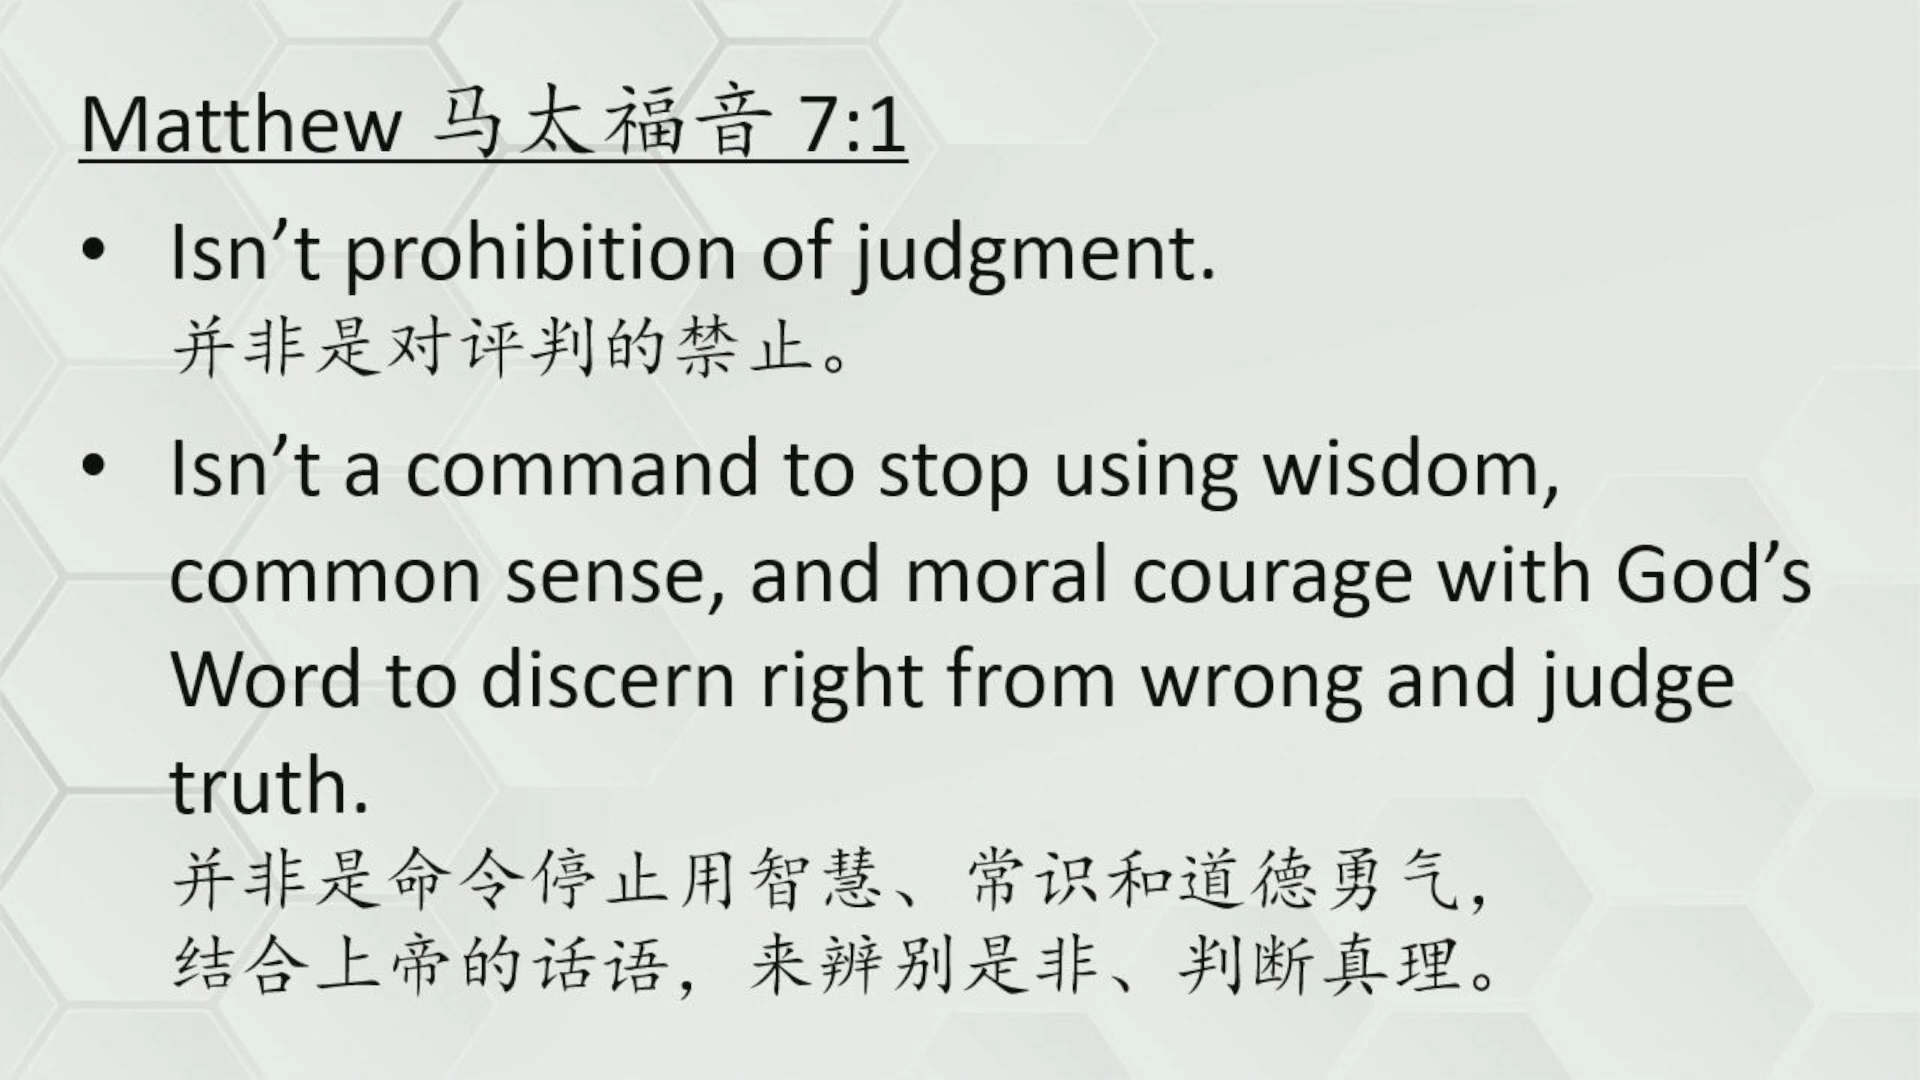 Matthew 马太福音 7:1
• Isn’t prohibition of judgment.
并非是对评判的禁止。
• Isn’t a command to stop using wisdom,
common sense, and moral courage with God’s
Word to discern right from wrong and judge
truth.
并非是命令停止用智慧、常识和道德勇气，
结合上帝的话语，来辨别是非、判断真理。